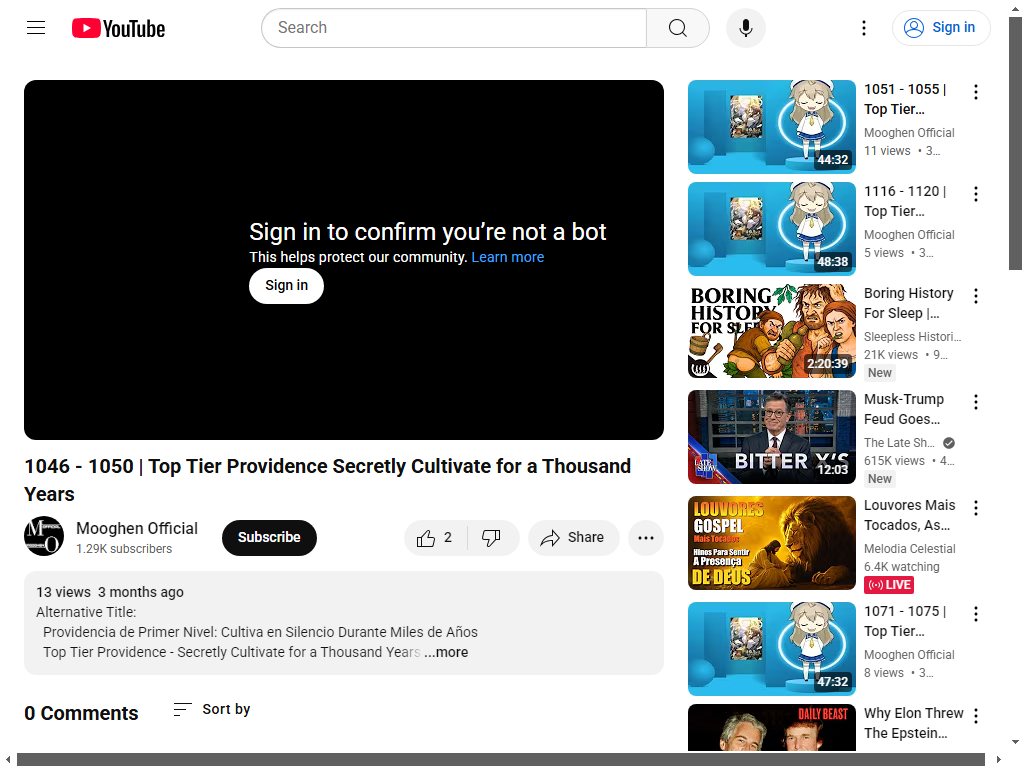 YouTube
Search
Sign in
Sign in to confirm you’re not a bot
This helps protect our community. Learn more
Sign in
1046 - 1050 | Top Tier Providence Secretly Cultivate for a Thousand
Years
Mooghen Official
1.29K subscribers
Subscribe
2
Share
13 views 3 months ago
Alternative Title:
Providencia de Primer Nivel: Cultiva en Silencio Durante Miles de Años
Top Tier Providence - Secretly Cultivate for a Thousand Years ...more
0 Comments
Sort by
44:32
1051 - 1055 |
Top Tier…
Mooghen Official
11 views • 3…
48:38
1116 - 1120 |
Top Tier…
Mooghen Official
5 views • 3…
BORING
HISTORY
FOR SLEEP
2:20:39
Boring History
For Sleep |…
Sleepless Histori…
21K views • 9…
New
LATE SHOW
BITTER X'S
12:03
Musk-Trump
Feud Goes…
The Late Sh…
615K views • 4…
New
LOUVORES
GOSPEL
Mais Tocados
Hinos Para Sentir
A Presença
DE DEUS
Louvores Mais
Tocados, As…
Melodia Celestial
6.4K watching
LIVE
47:32
1071 - 1075 |
Top Tier…
Mooghen Official
8 views • 3…
DAILY BEAST
Why Elon Threw
The Epstein…